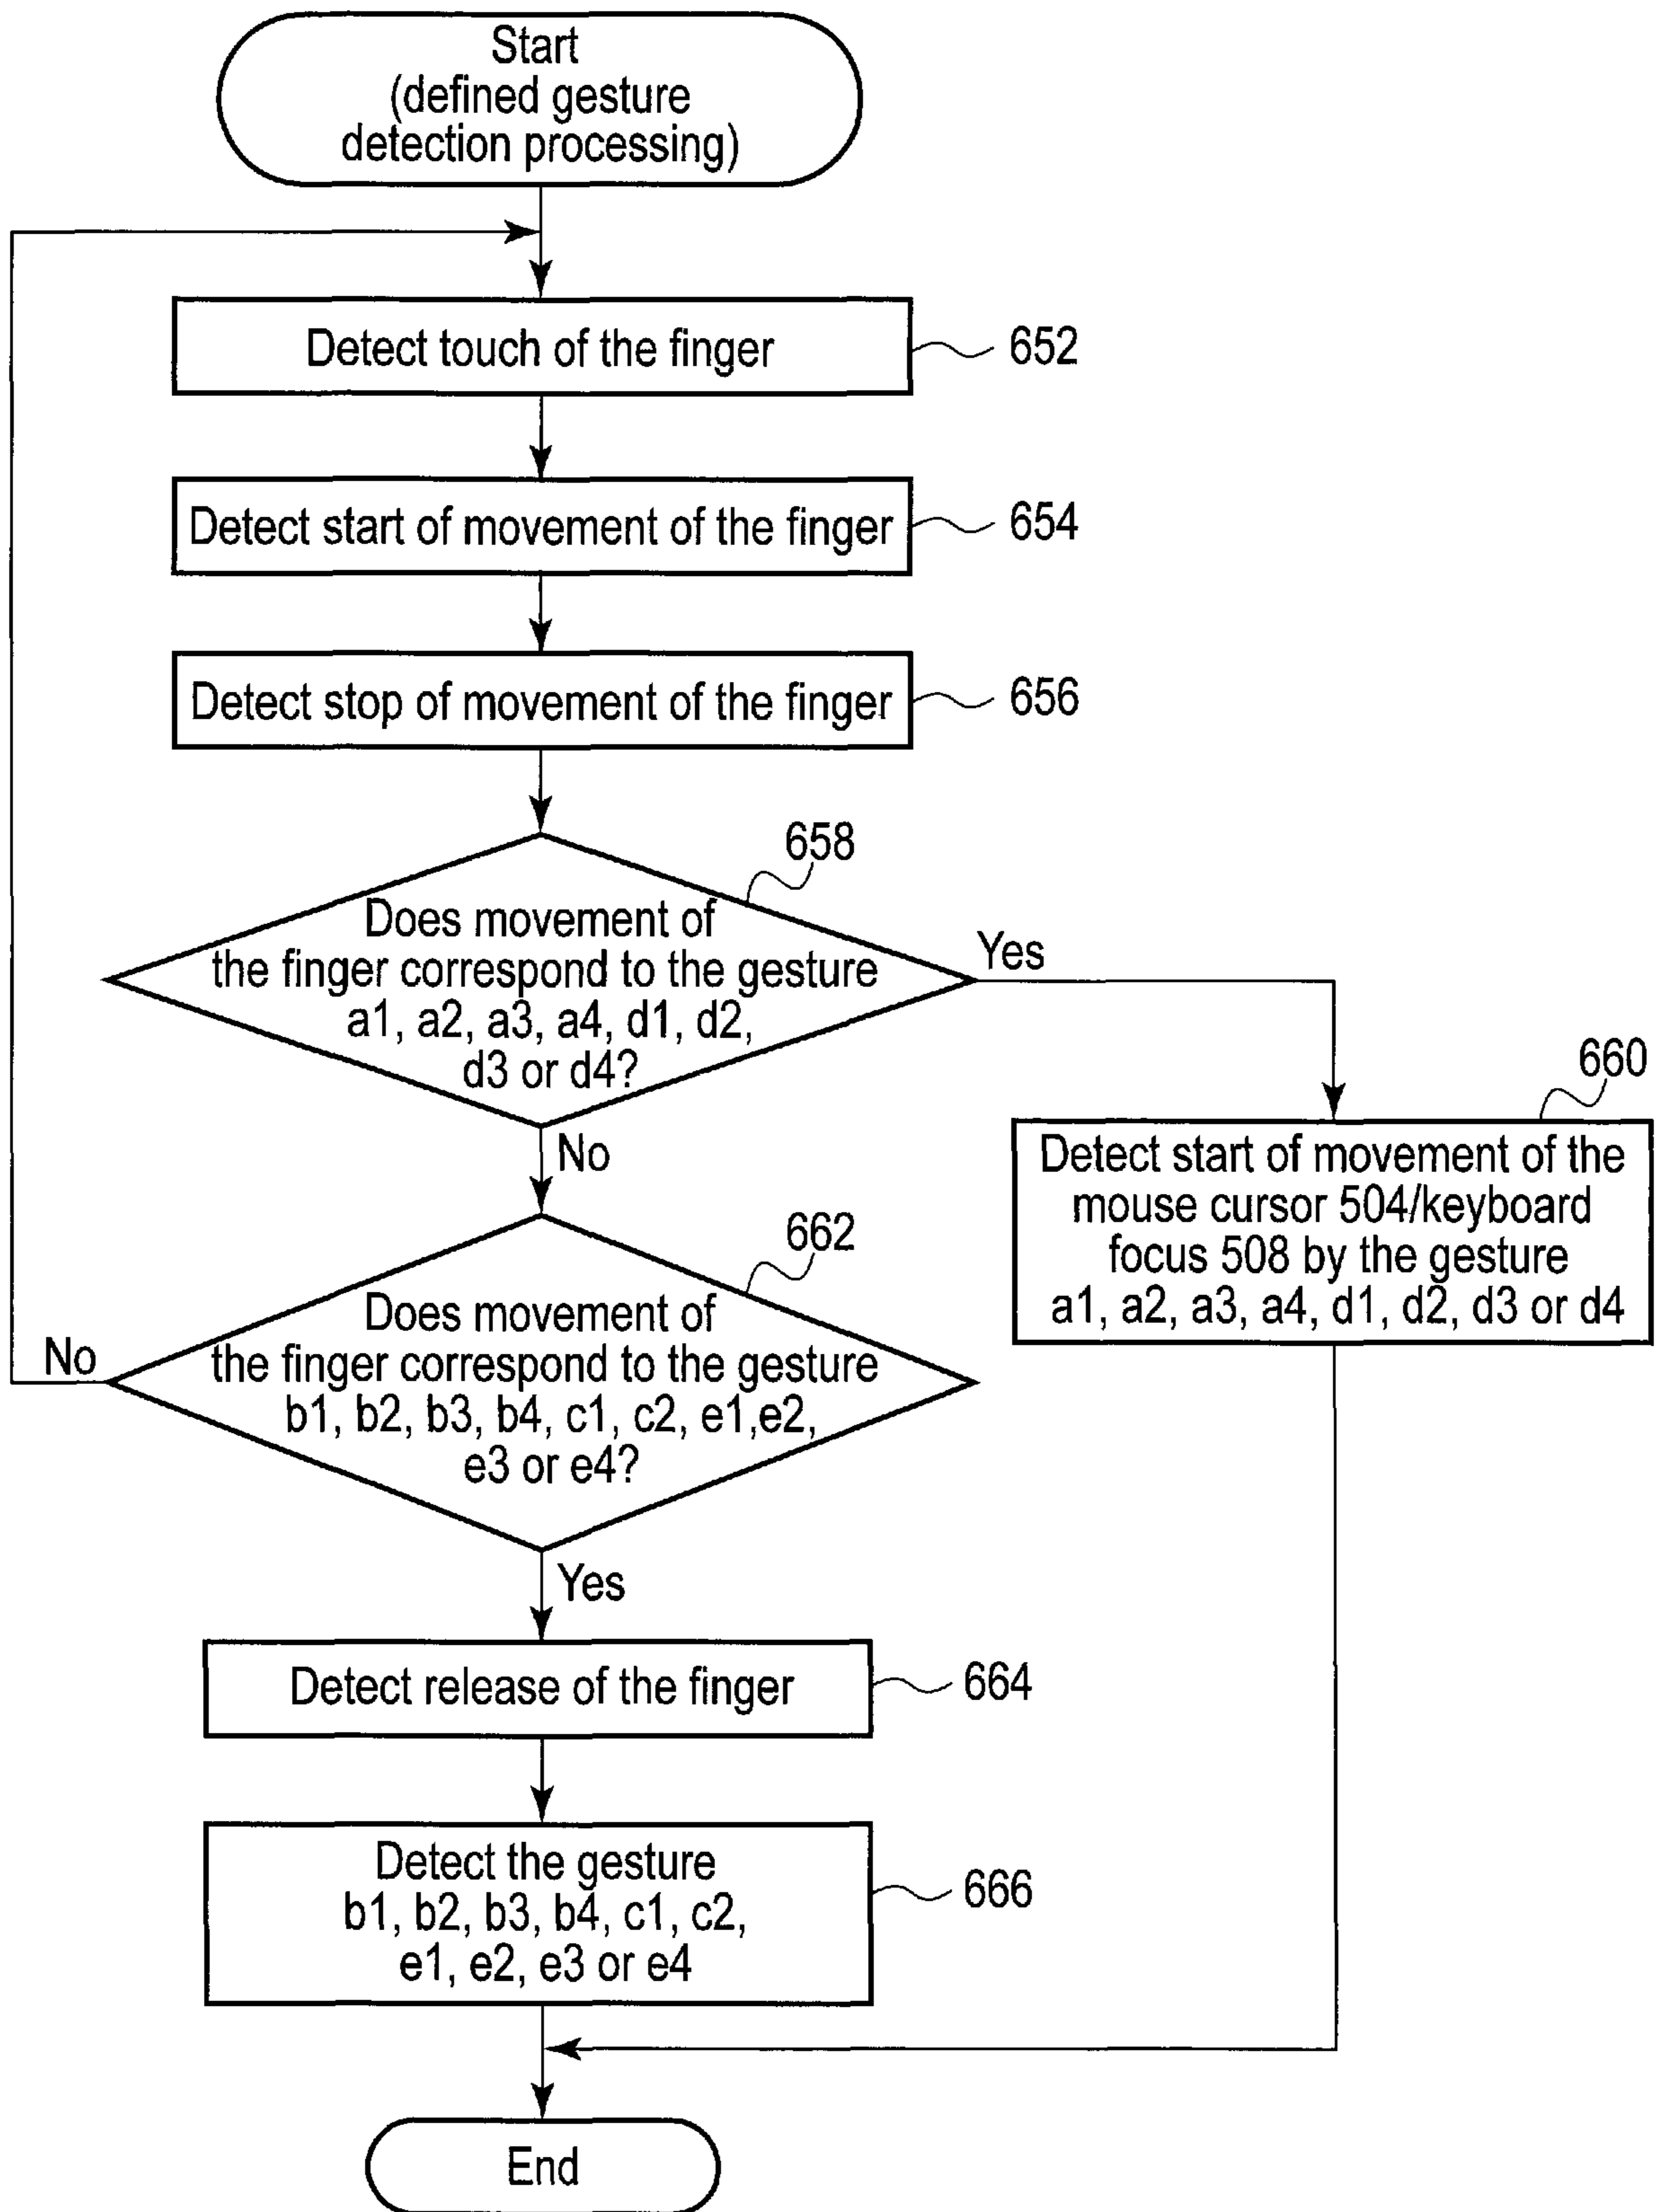 Start
(defined gesture
detection processing)
Detect touch of the finger
652
Detect start of movement of the finger
654
Detect stop of movement of the finger
656
658
Does movement of
the finger correspond to the gesture
a1, a2, a3, a4, d1, d2,
d3 or d4?
Yes
No
660
Detect start of movement of the
mouse cursor 504/keyboard
focus 508 by the gesture
a1, a2, a3, a4, d1, d2, d3 or d4
662
Does movement of
the finger correspond to the gesture
b1, b2, b3, b4, c1, c2, e1,e2,
e3 or e4?
No
Yes
Detect release of the finger
664
Detect the gesture
b1, b2, b3, b4, c1, c2,
e1, e2, e3 or e4
666
End